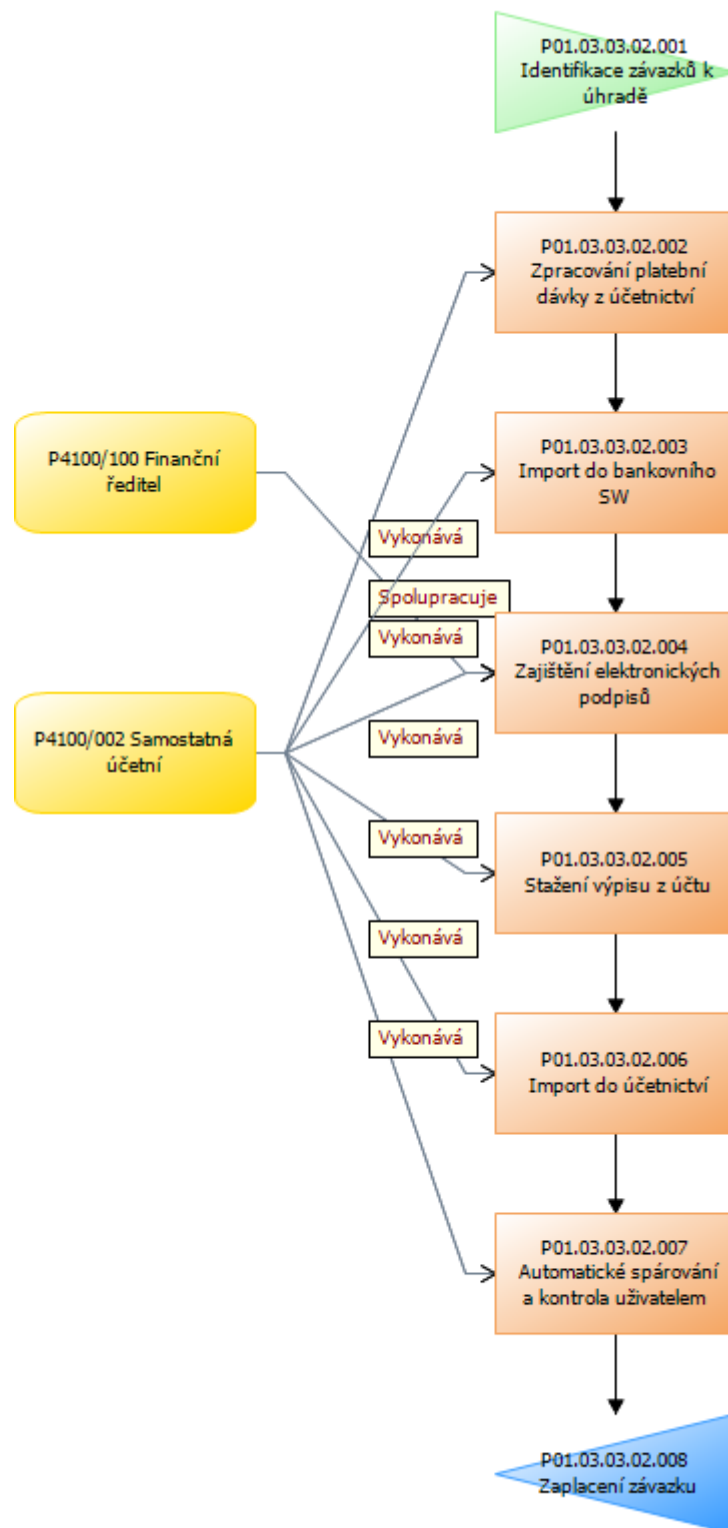 P01.03.03.02.001
Identifikace závazků k
úhradě
P01.03.03.02.002
Zpracování platební
dávky z účetnictví
P4100/100 Finanční
ředitel
P01.03.03.02.003
Import do bankovního
SW
Vykonává
Spolupracuje
Vykonává
P01.03.03.02.004
Zajištění elektronických
podpisů
P4100/002 Samostatná
účetní
Vykonává
Vykonává
P01.03.03.02.005
Stažení výpisu z účtu
Vykonává
Vykonává
P01.03.03.02.006
Import do účetnictví
P01.03.03.02.007
Automatické spárování
a kontrola uživatelem
P01.03.03.02.008
Zaplacení závazku